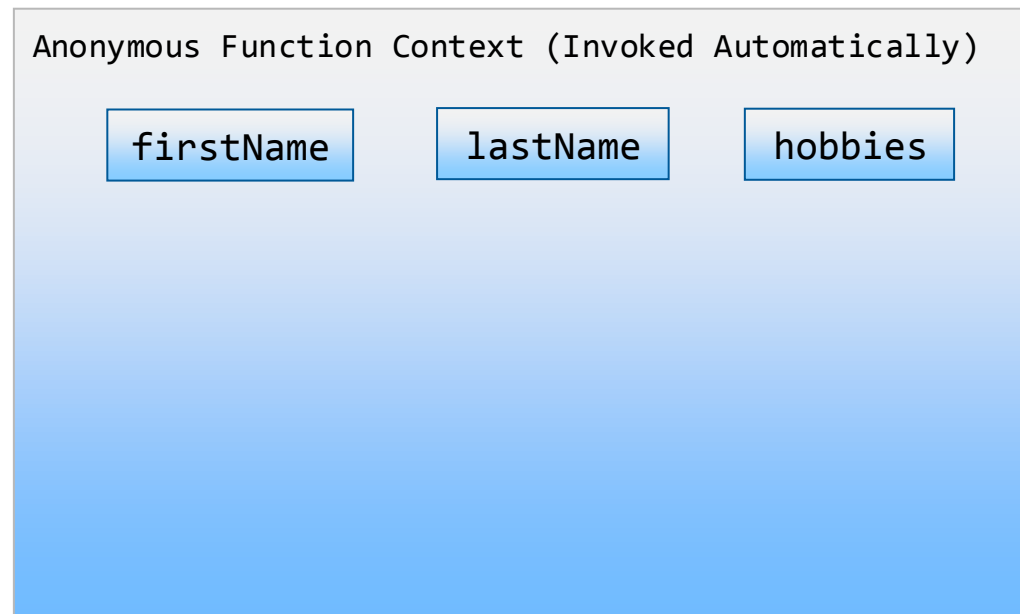 Anonymous Function Context (Invoked Automatically)
firstName lastName hobbies